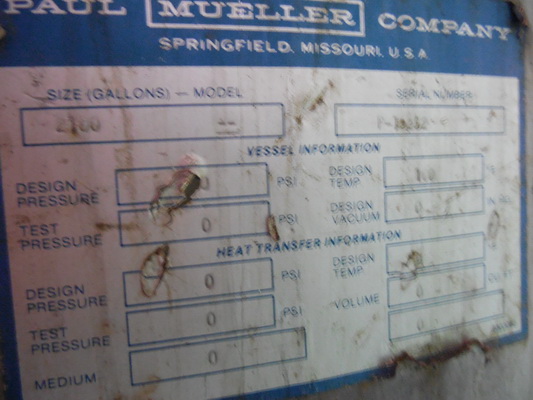 PAUL MUELLER COMPANY
SPRINGFIELD, MISSOURI, U.S.A
SIZE (GALLONS) — MODEL
SERIAL NUMBER
--
VESSEL INFORMATION
DESIGN PRESSURE
PSI
DESIGN TEMP.
TEST PRESSURE
0
PSI
DESIGN VACUUM
0
HEAT TRANSFER INFORMATION
DESIGN PRESSURE
0
PSI
DESIGN TEMP.
TEST PRESSURE
0
PSI
VOLUME
0
MEDIUM
0
0